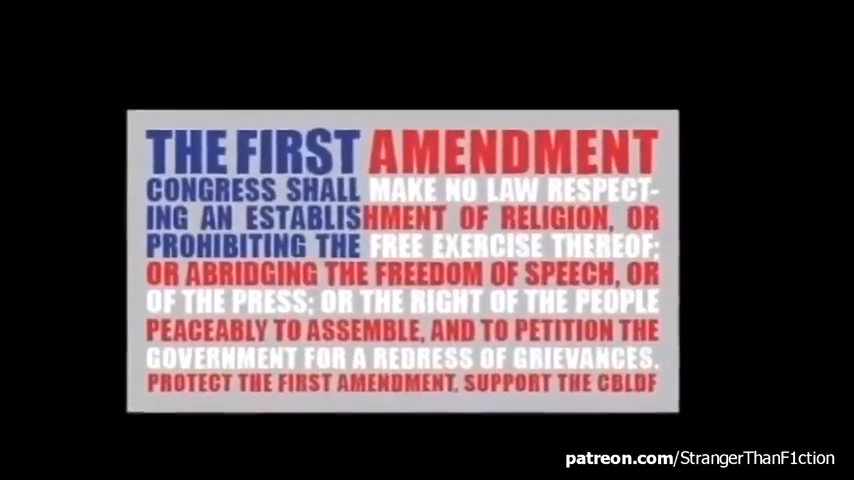 THE FIRST AMENDMENT
CONGRESS SHALL MAKE NO LAW RESPECT-
ING AN ESTABLISHMENT OF RELIGION, OR
PROHIBITING THE FREE EXERCISE THEREOF;
OR ABRIDGING THE FREEDOM OF SPEECH, OR
OF THE PRESS; OR THE RIGHT OF THE PEOPLE
PEACEABLY TO ASSEMBLE, AND TO PETITION THE
GOVERNMENT FOR A REDRESS OF GRIEVANCES.
PROTECT THE FIRST AMENDMENT, SUPPORT THE CBLDF
patreon.com/StrangerThanF1ction